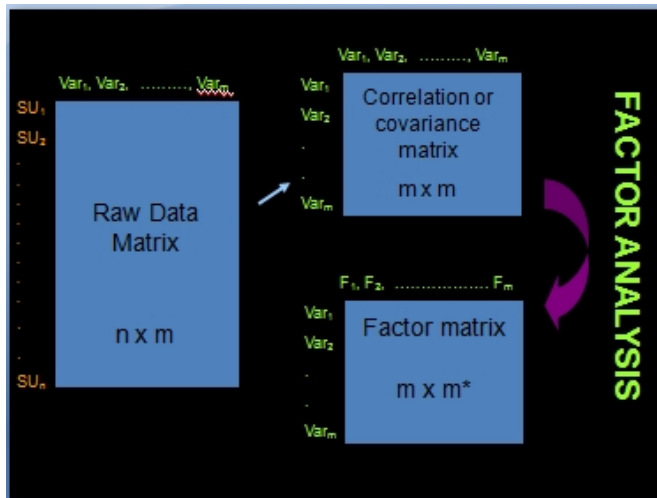 Var₁, Var₂, ………, Varₘ
SU₁
SU₂
.
.
.
.
.
.
.
.
.
.
SUₙ
Raw Data
Matrix
n x m
Var₁, Var₂, ………., Varₘ
Var₁
Var₂
.
.
Varₘ
Correlation or
covariance
matrix
m x m
F₁, F₂, ………………. Fₘ
Var₁
Var₂
.
.
Varₘ
Factor matrix
m x m*
FACTOR ANALYSIS